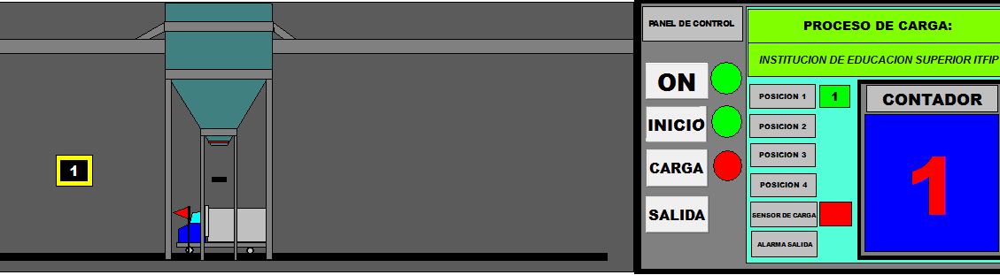 1
PANEL DE CONTROL
ON
INICIO
CARGA
SALIDA
PROCESO DE CARGA:
INSTITUCION DE EDUCACION SUPERIOR ITFIP
POSICION 1
1
POSICION 2
POSICION 3
POSICION 4
SENSOR DE CARGA
ALARMA SALIDA
CONTADOR
1